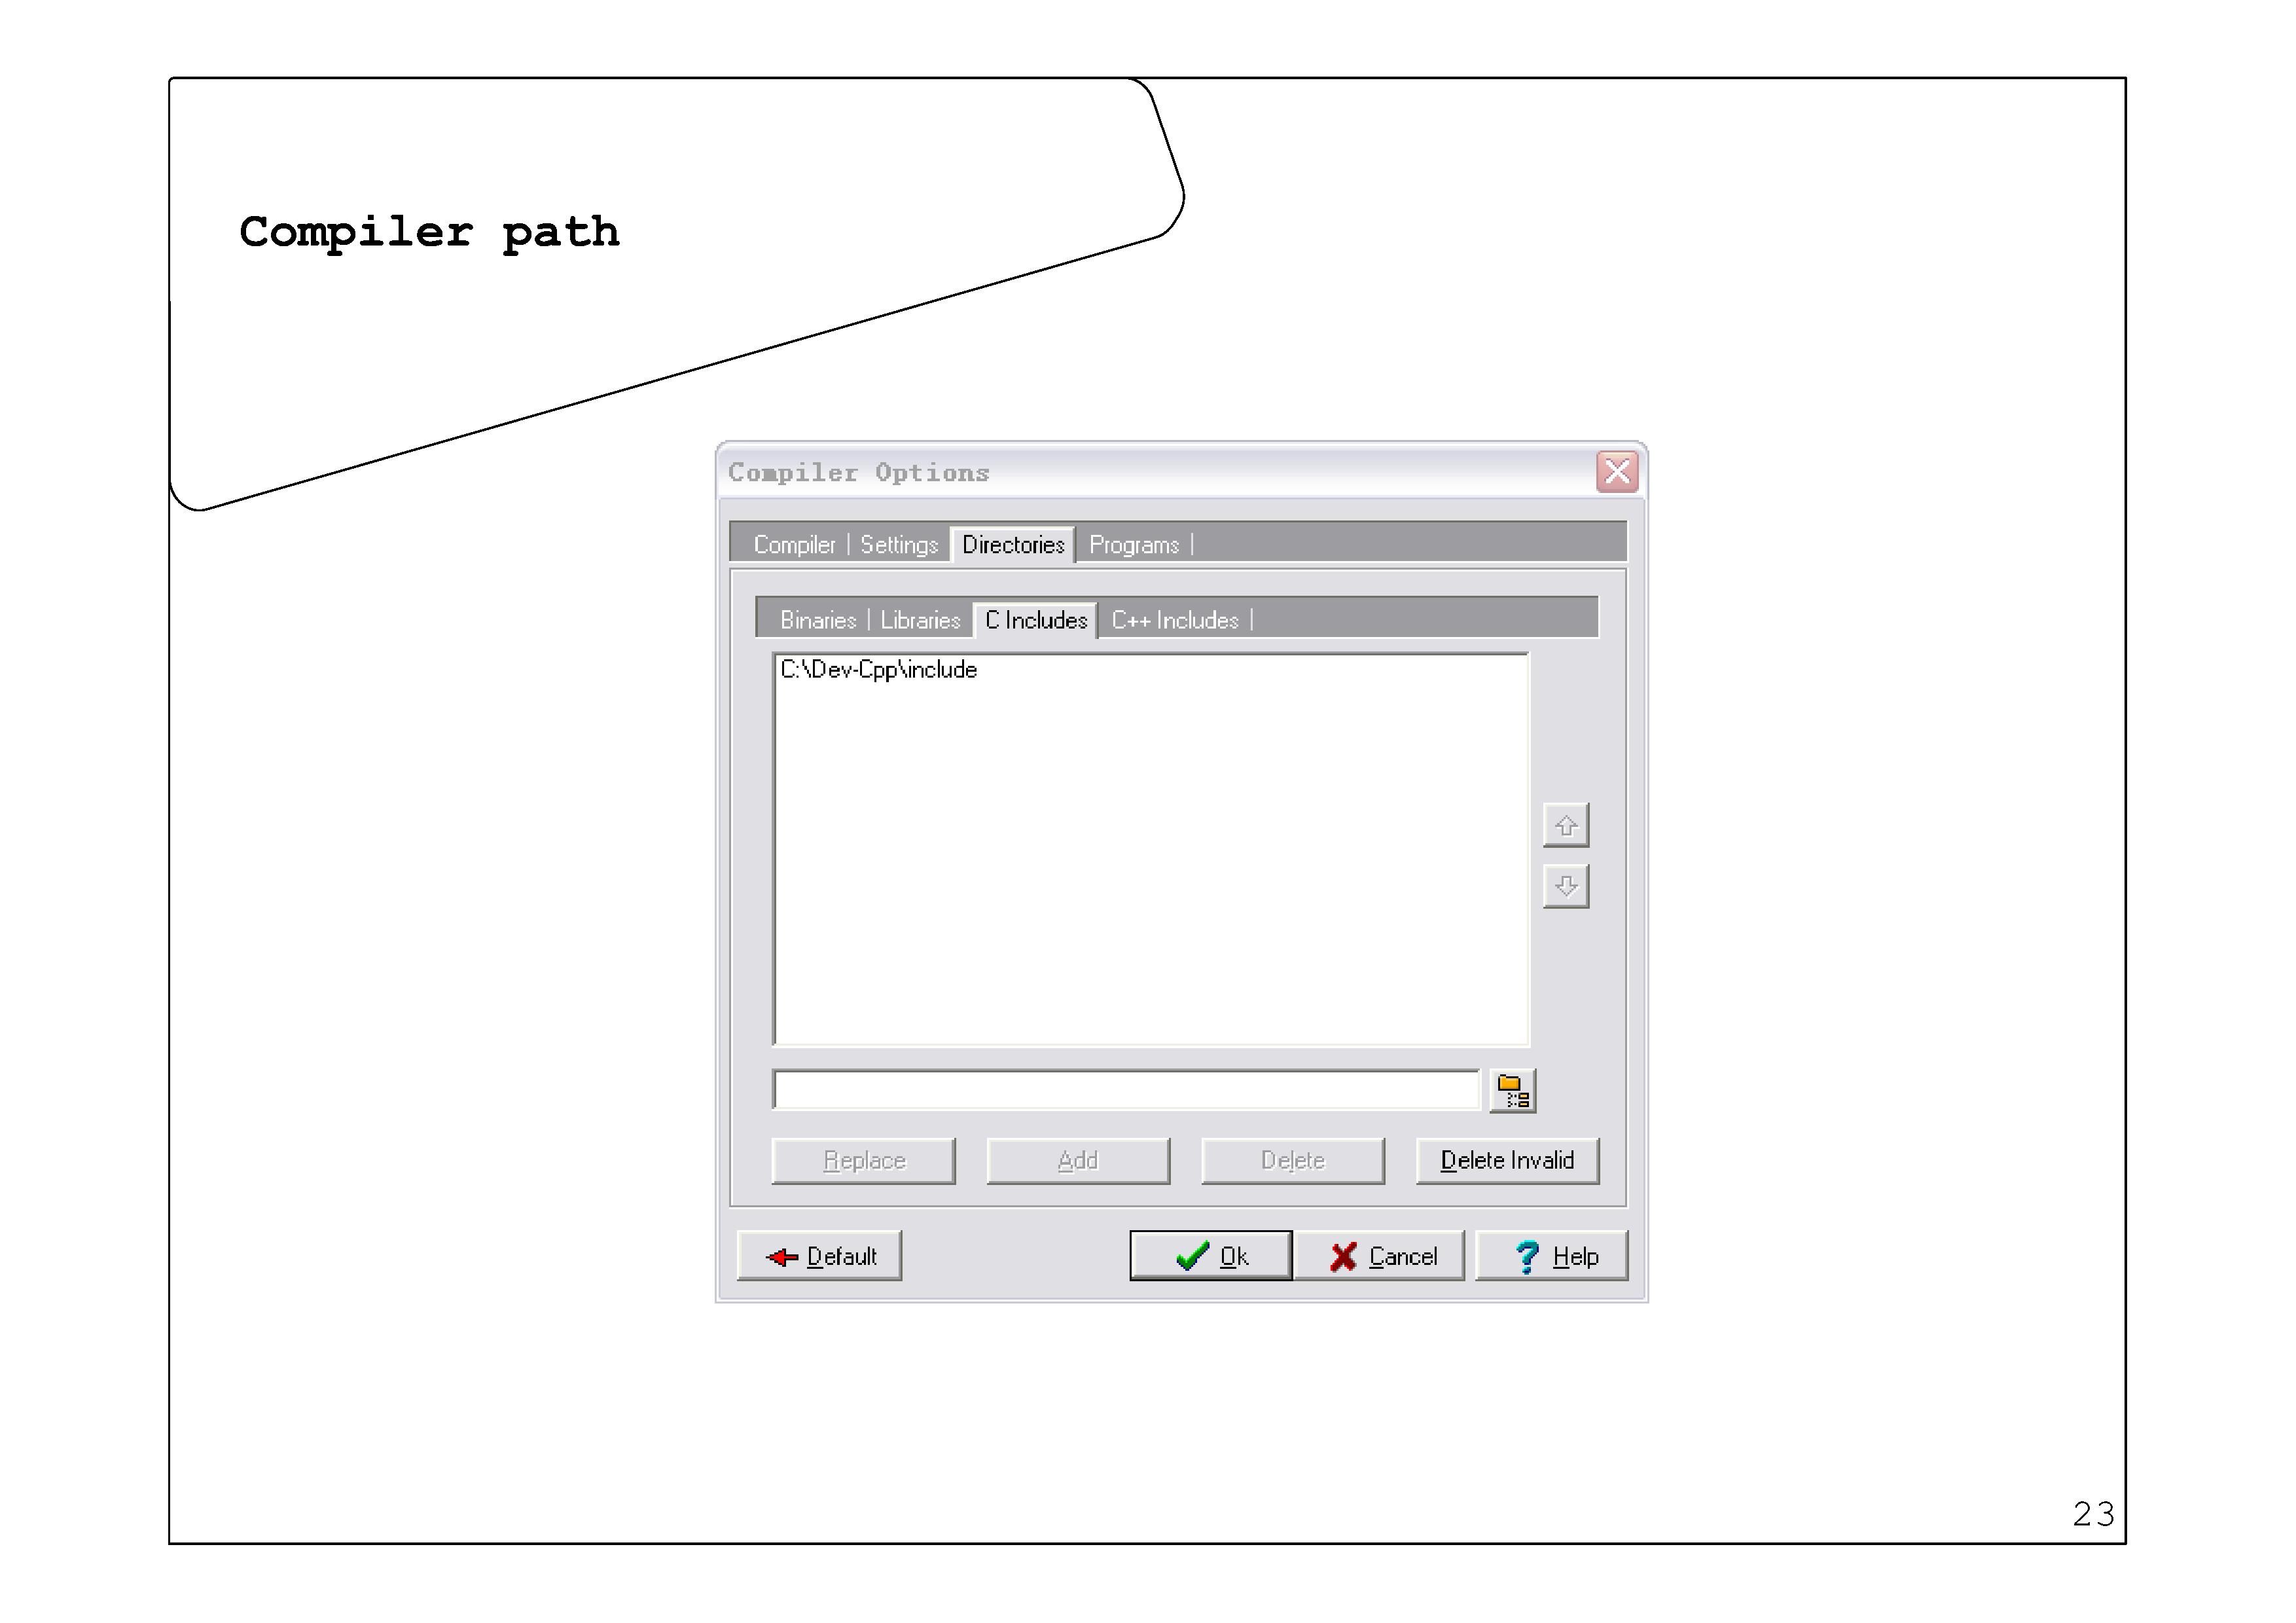 Compiler path
Compiler Options
Compiler | Settings Directories Programs |
Binaries | Libraries C Includes C++ Includes |
C:\Dev-Cpp\include
Replace Add Delete Delete Invalid
Default Ok Cancel Help
23